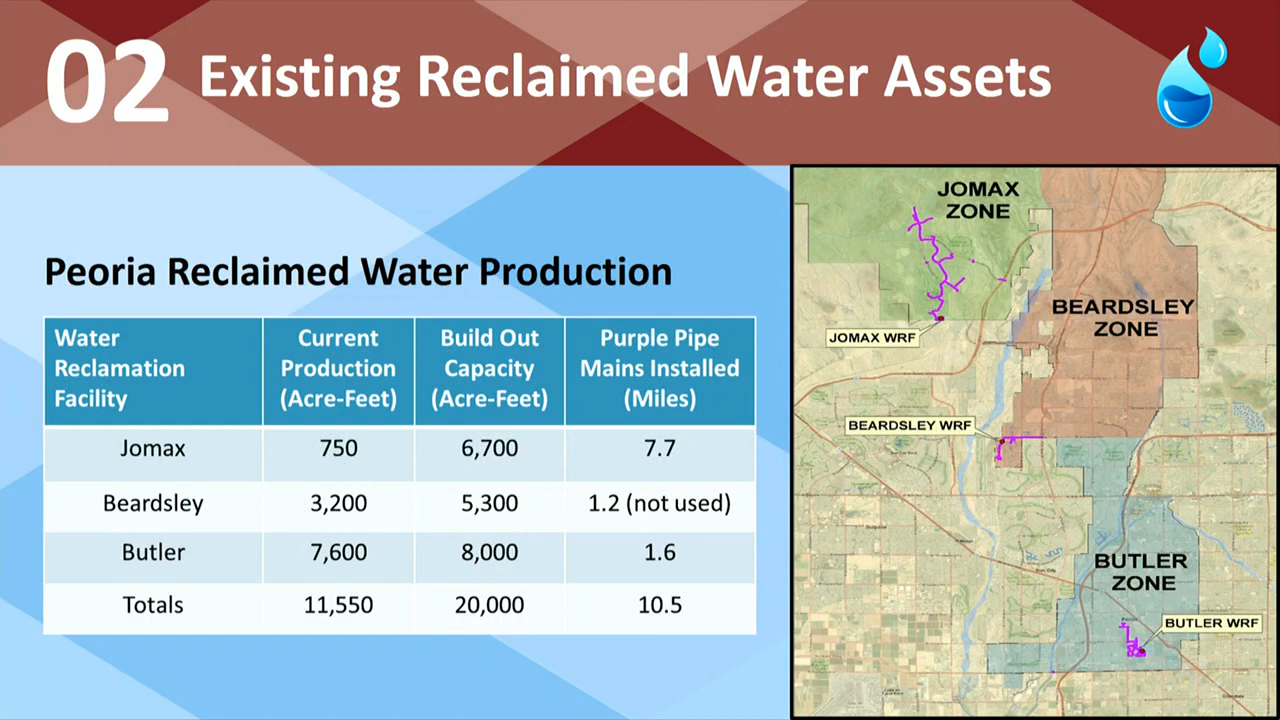 02 Existing Reclaimed Water Assets
Peoria Reclaimed Water Production
Water Reclamation Facility | Current Production (Acre-Feet) | Build Out Capacity (Acre-Feet) | Purple Pipe Mains Installed (Miles)
Jomax 750 6,700 7.7
Beardsley 3,200 5,300 1.2 (not used)
Butler 7,600 8,000 1.6
Totals 11,550 20,000 10.5
JOMAX
ZONE
BEARDSLEY
ZONE
JOMAX WRF
BEARDSLEY WRF
BUTLER
ZONE
BUTLER WRF